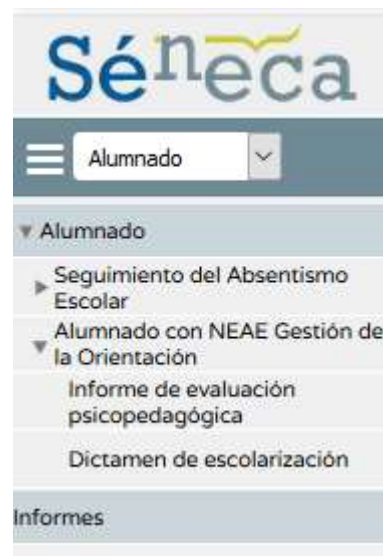 Séneca
Alumnado
Alumnado
Seguimiento del Absentismo
Escolar
Alumnado con NEAE Gestión de
la Orientación
Informe de evaluación
psicopedagógica
Dictamen de escolarización
Informes